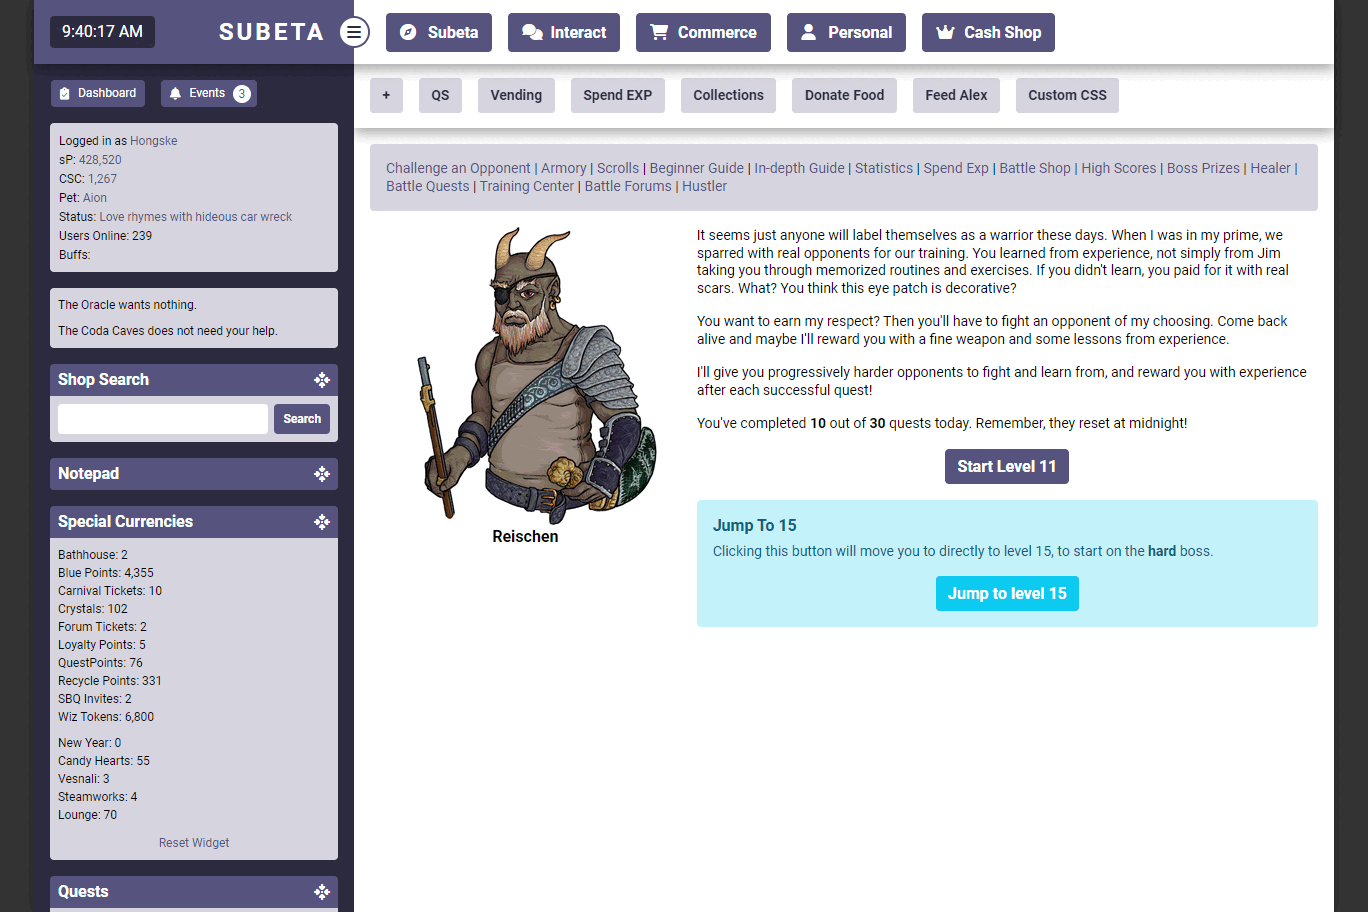 9:40:17 AM
SUBETA
Subeta
Interact
Commerce
Personal
Cash Shop
Dashboard
Events 3
+
QS
Vending
Spend EXP
Collections
Donate Food
Feed Alex
Custom CSS
Logged in as Hongske
sP: 428,520
CSC: 1,267
Pet: Aion
Status: Love rhymes with hideous car wreck
Users Online: 239
Buffs:
The Oracle wants nothing.
The Coda Caves does not need your help.
Shop Search
Search
Notepad
Special Currencies
Bathhouse: 2
Blue Points: 4,355
Carnival Tickets: 10
Crystals: 102
Forum Tickets: 2
Loyalty Points: 5
QuestPoints: 76
Recycle Points: 331
SBQ Invites: 2
Wiz Tokens: 6,800
New Year: 0
Candy Hearts: 55
Vesnali: 3
Steamworks: 4
Lounge: 70
Reset Widget
Quests
Challenge an Opponent | Armory | Scrolls | Beginner Guide | In-depth Guide | Statistics | Spend Exp | Battle Shop | High Scores | Boss Prizes | Healer |
Battle Quests | Training Center | Battle Forums | Hustler
Reischen
It seems just anyone will label themselves as a warrior these days. When I was in my prime, we
sparred with real opponents for our training. You learned from experience, not simply from Jim
taking you through memorized routines and exercises. If you didn't learn, you paid for it with real
scars. What? You think this eye patch is decorative?
You want to earn my respect? Then you'll have to fight an opponent of my choosing. Come back
alive and maybe I'll reward you with a fine weapon and some lessons from experience.
I'll give you progressively harder opponents to fight and learn from, and reward you with experience
after each successful quest!
You've completed 10 out of 30 quests today. Remember, they reset at midnight!
Start Level 11
Jump To 15
Clicking this button will move you to directly to level 15, to start on the hard boss.
Jump to level 15